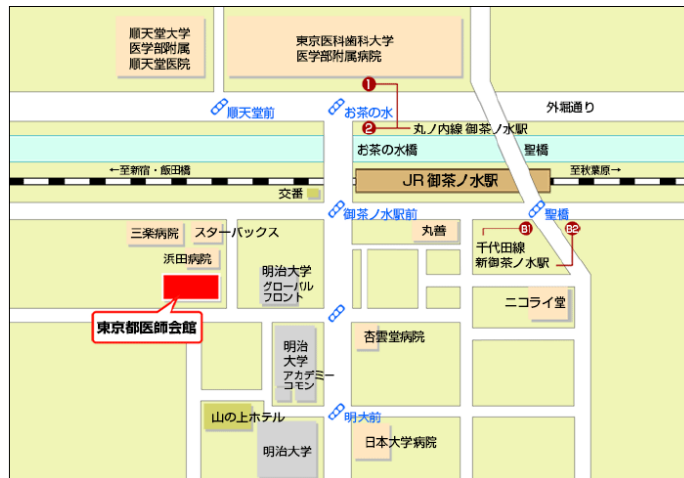 順天堂大学
医学部附属
順天堂医院
東京医科歯科大学
医学部附属病院
1
順天堂前
お茶の水
外堀通り
2
丸ノ内線 御茶ノ水駅
お茶の水橋
聖橋
←至新宿・飯田橋
JR 御茶ノ水駅
至秋葉原→
交番
御茶ノ水駅前
聖橋
三楽病院
スターバックス
丸善
B1
B2
千代田線
新御茶ノ水駅
浜田病院
明治大学
グローバル
フロント
ニコライ堂
東京都医師会館
杏雲堂病院
明治
大学
アカデミー
コモン
山の上ホテル
明大前
明治大学
日本大学病院